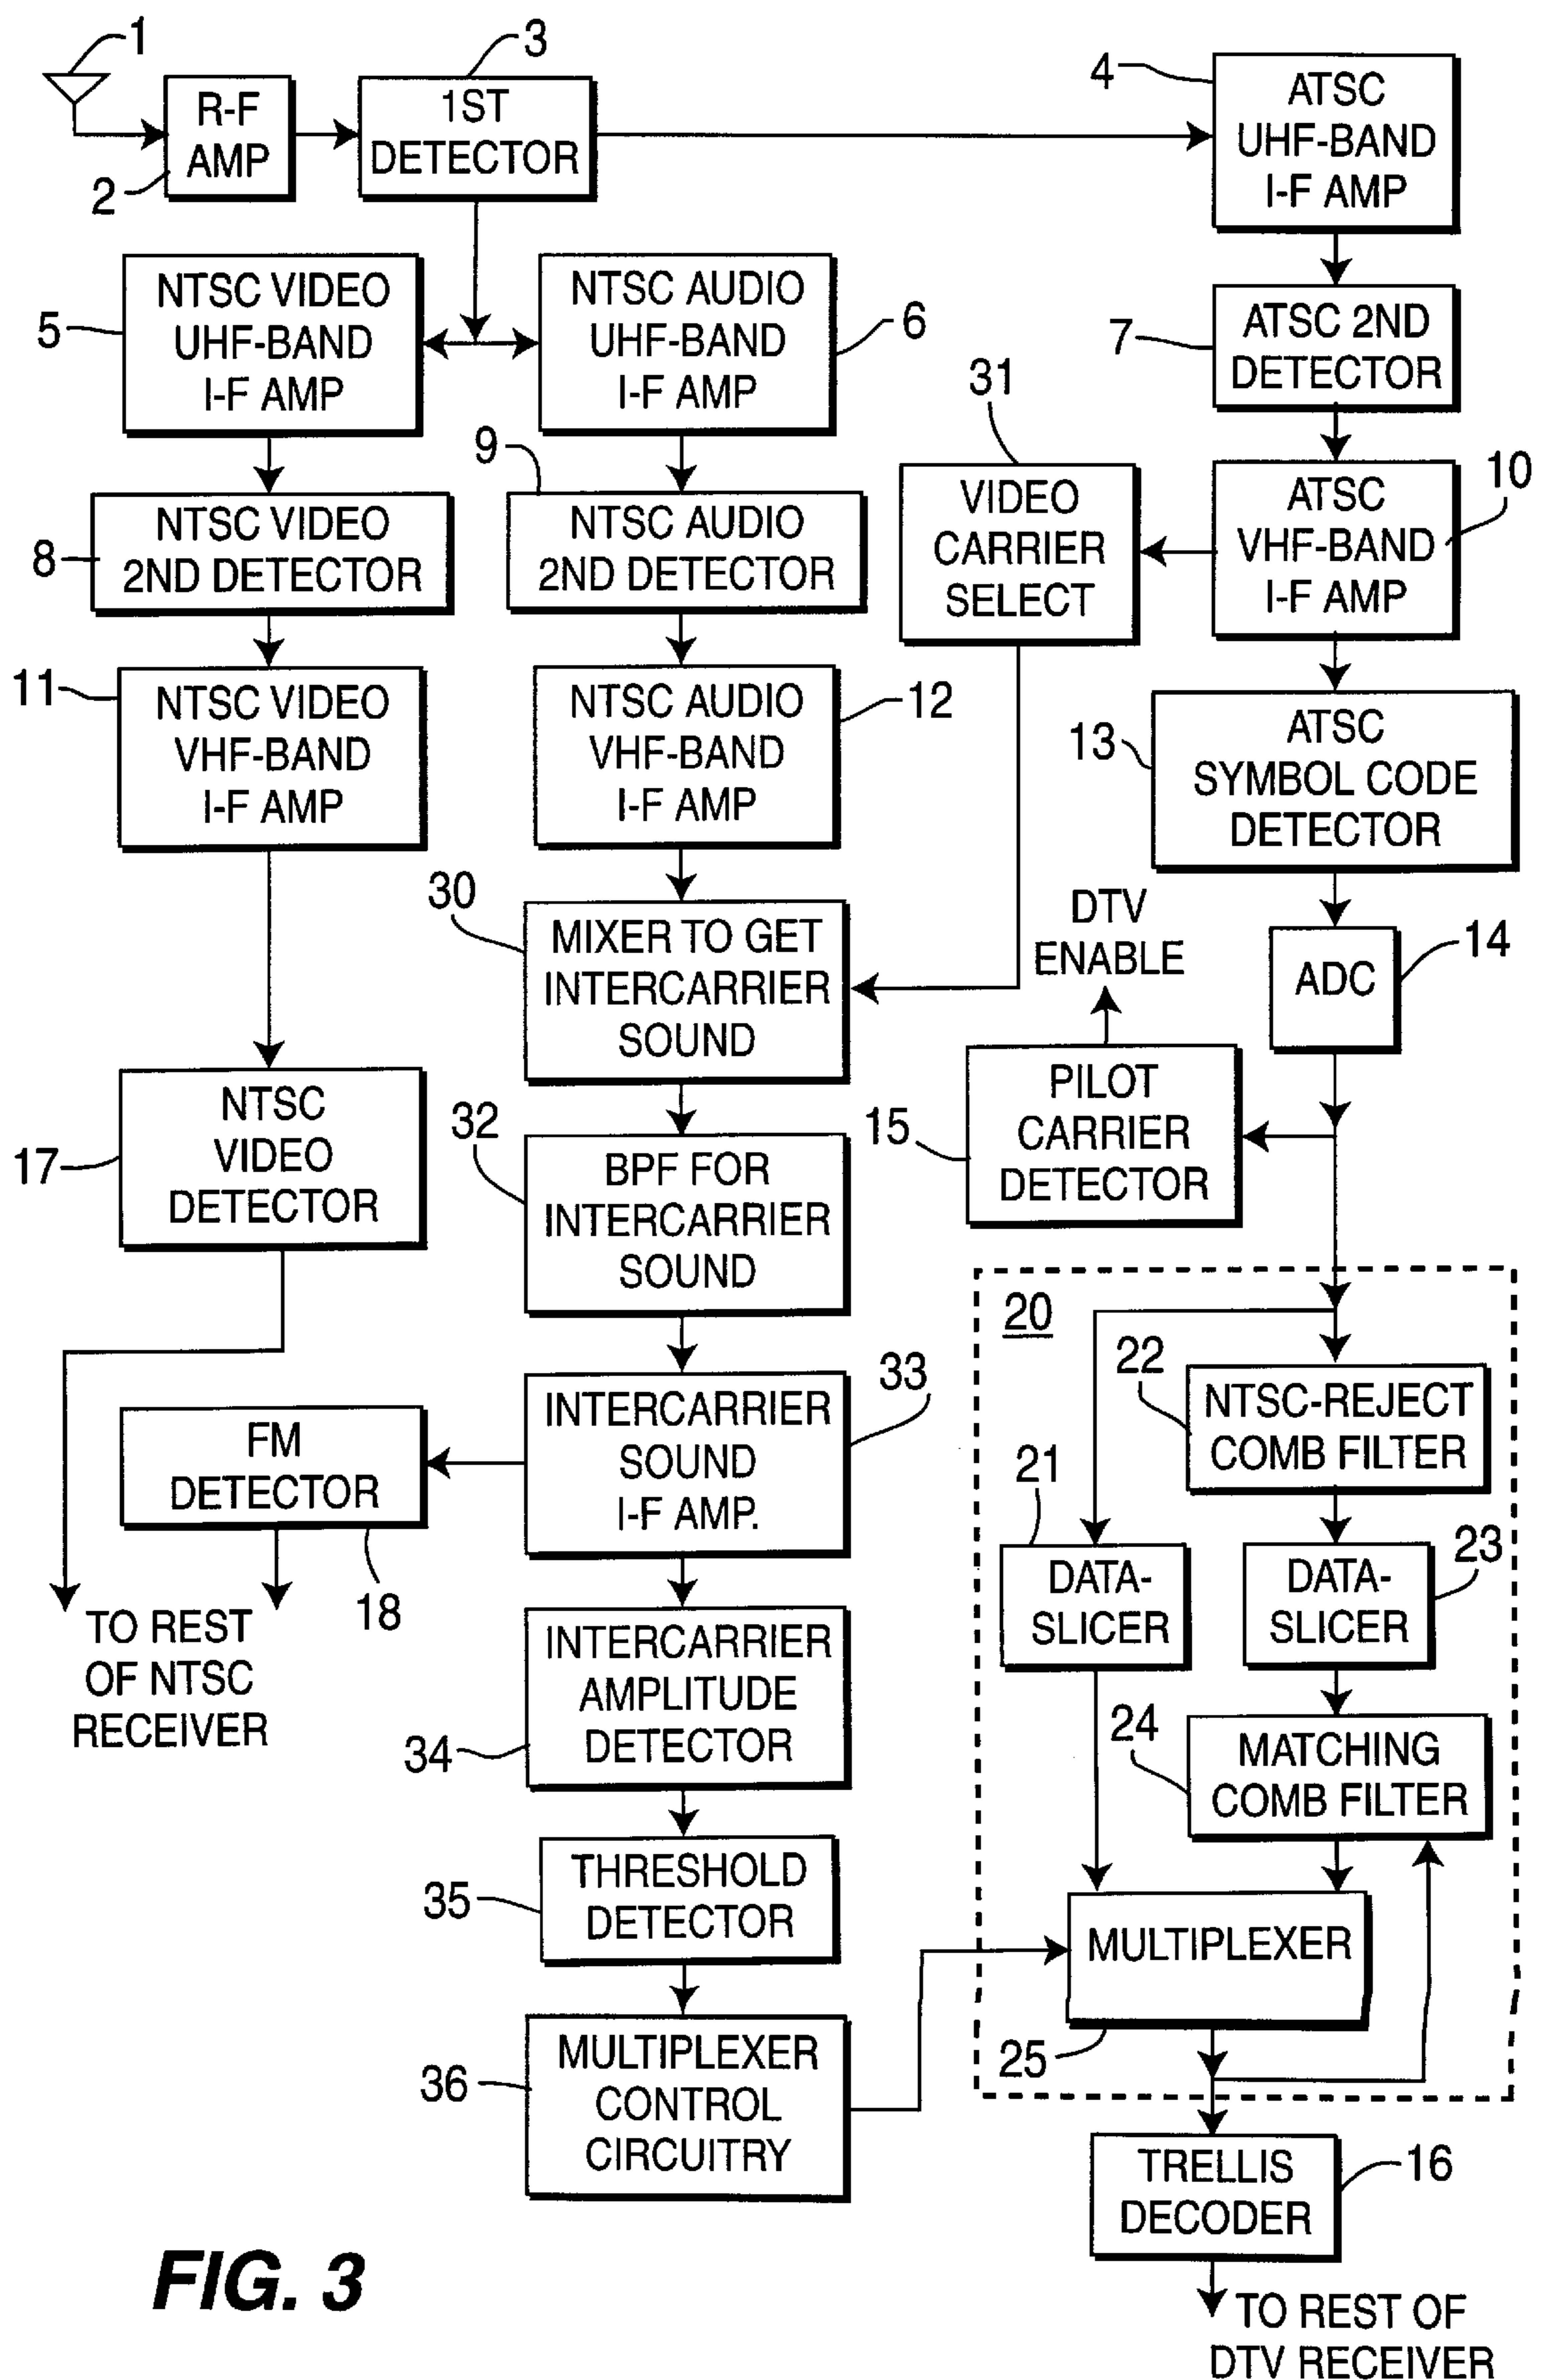 1
R-F
AMP
2
3
1ST
DETECTOR
4
ATSC
UHF-BAND
I-F AMP
5
NTSC VIDEO
UHF-BAND
I-F AMP
NTSC AUDIO
UHF-BAND
I-F AMP
6
7
ATSC 2ND
DETECTOR
8
NTSC VIDEO
2ND DETECTOR
9
NTSC AUDIO
2ND DETECTOR
31
VIDEO
CARRIER
SELECT
ATSC
VHF-BAND
I-F AMP
10
11
NTSC VIDEO
VHF-BAND
I-F AMP
NTSC AUDIO
VHF-BAND
I-F AMP
12
13
ATSC
SYMBOL CODE
DETECTOR
30
MIXER TO GET
INTERCARRIER
SOUND
DTV
ENABLE
ADC
14
15
PILOT
CARRIER
DETECTOR
17
NTSC
VIDEO
DETECTOR
32
BPF FOR
INTERCARRIER
SOUND
20
22
NTSC-REJECT
COMB FILTER
33
INTERCARRIER
SOUND
I-F AMP.
FM
DETECTOR
18
21
DATA-
SLICER
DATA-
SLICER
23
TO REST
OF NTSC
RECEIVER
34
INTERCARRIER
AMPLITUDE
DETECTOR
24
MATCHING
COMB FILTER
35
THRESHOLD
DETECTOR
MULTIPLEXER
25
36
MULTIPLEXER
CONTROL
CIRCUITRY
TRELLIS
DECODER
16
TO REST OF
DTV RECEIVER
FIG. 3